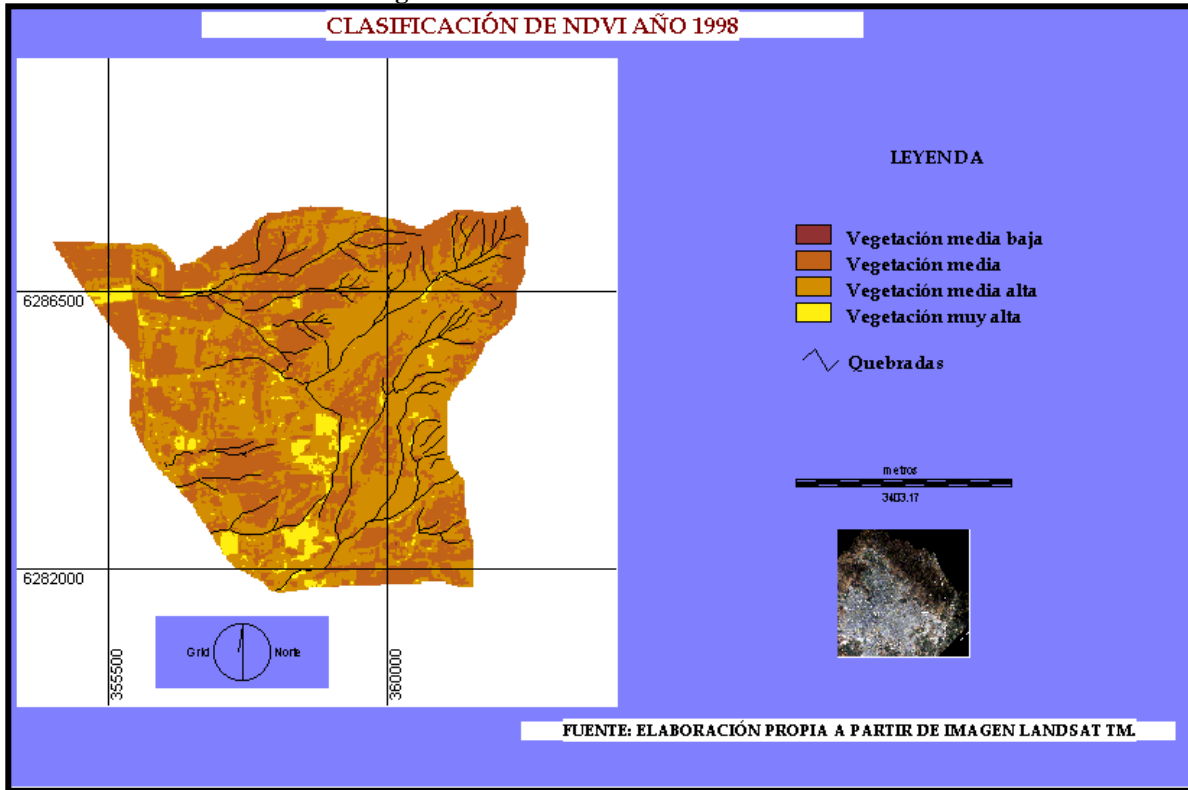 CLASIFICACIÓN DE NDVI AÑO 1998
LEYENDA
Vegetación media baja
Vegetación media
Vegetación media alta
Vegetación muy alta
Quebradas
6286500
6282000
355500
360000
Grid Norte
metros
3403.17
FUENTE: ELABORACIÓN PROPIA A PARTIR DE IMAGEN LANDSAT TM.